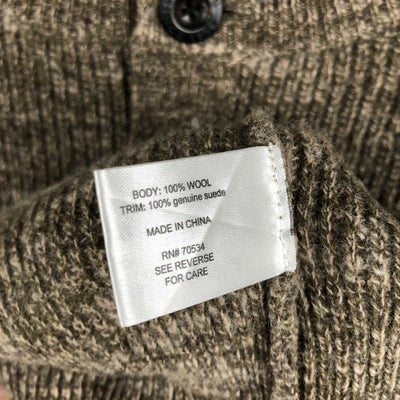 BODY: 100% WOOL
TRIM: 100% genuine suede
MADE IN CHINA
RN# 70534
SEE REVERSE
FOR CARE